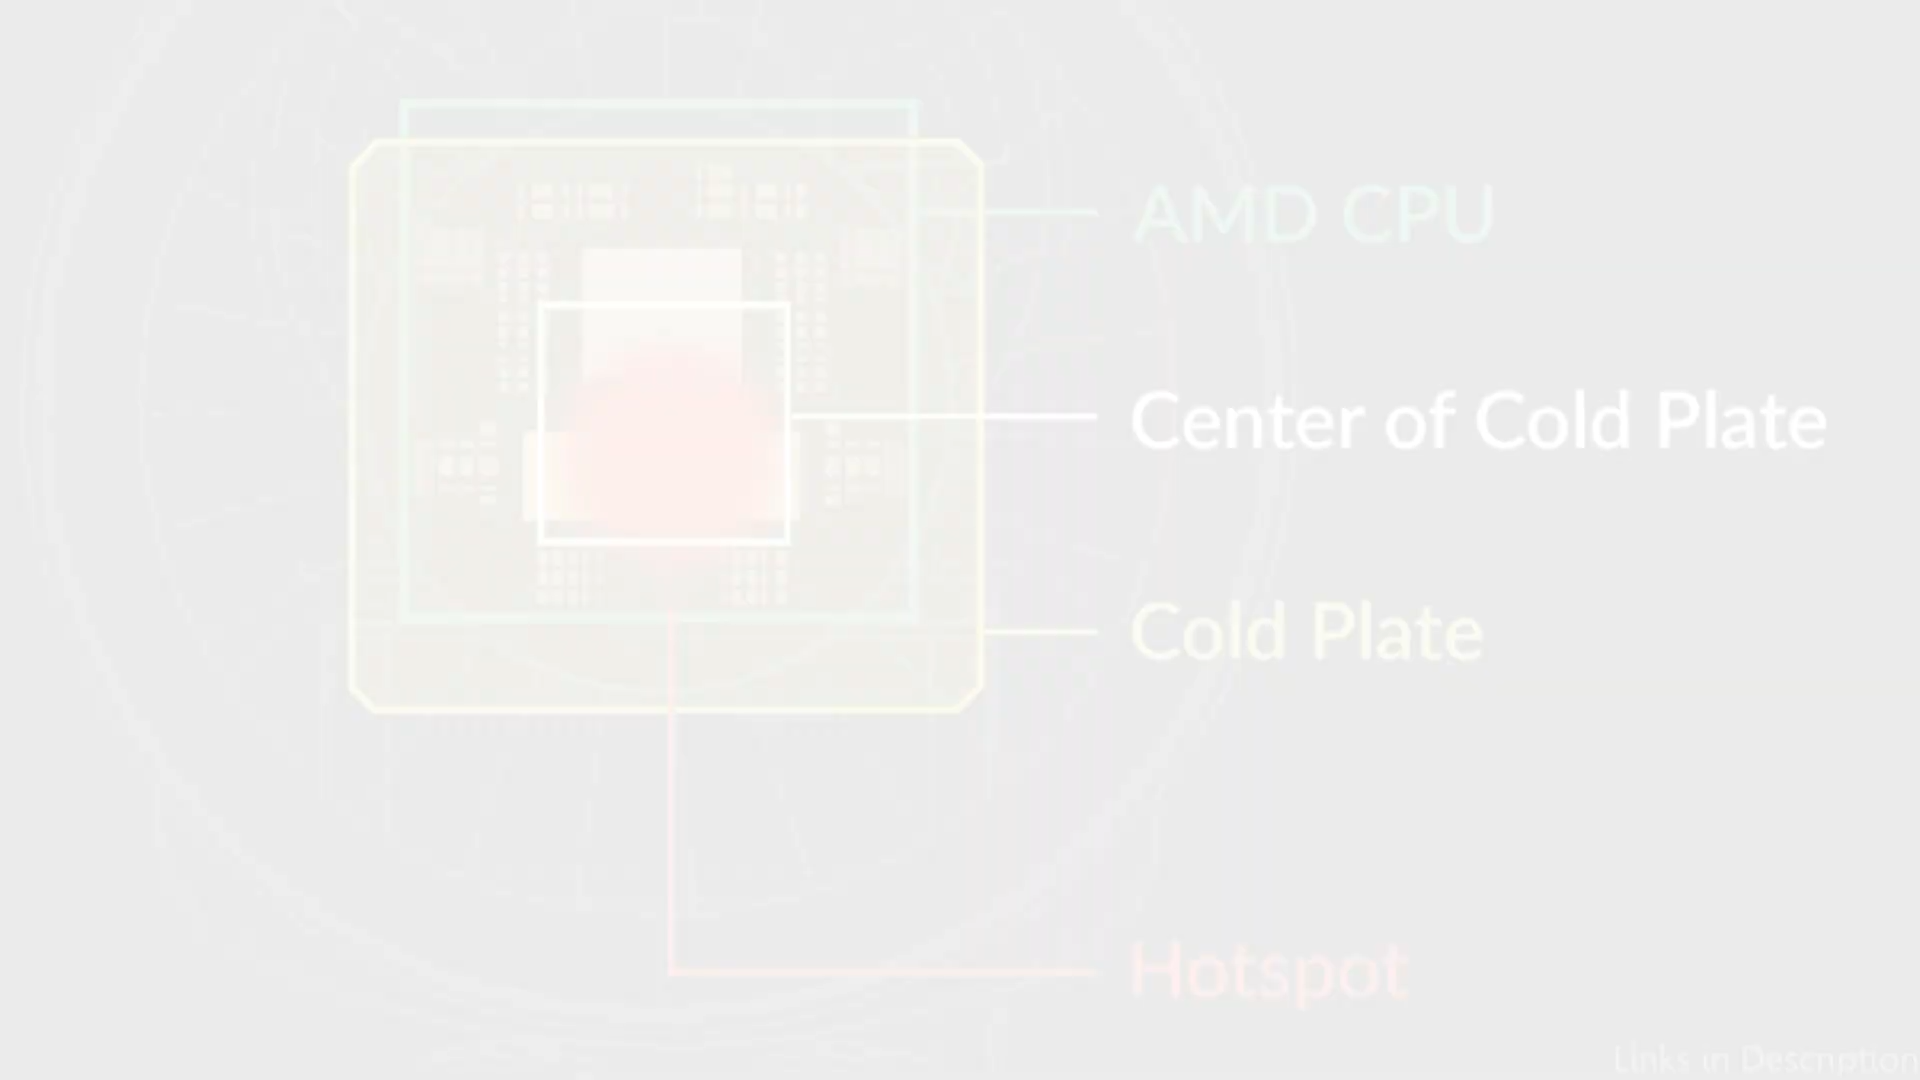 AMD CPU
Center of Cold Plate
Cold Plate
Hotspot
Links in Description